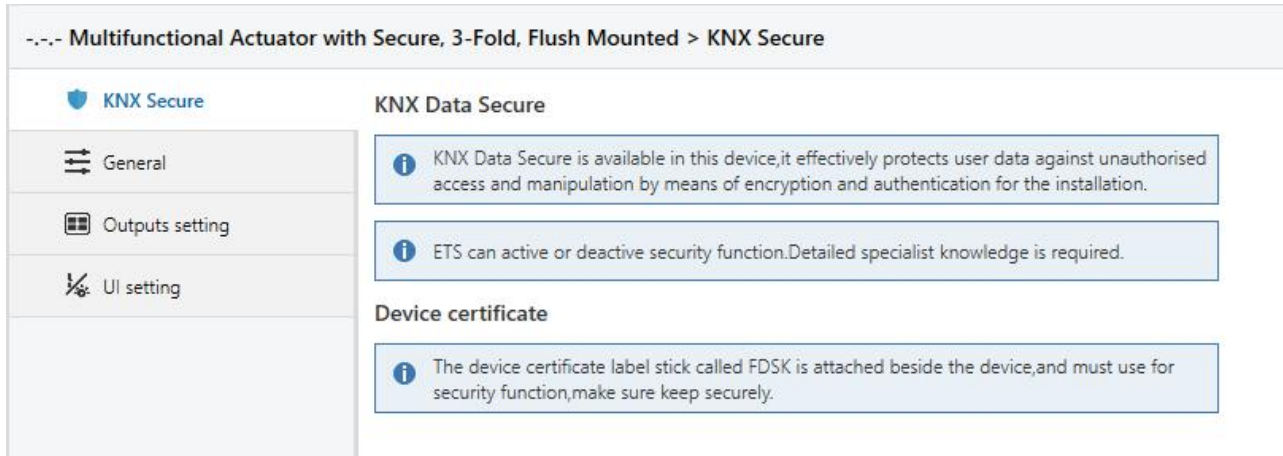 -.-.- Multifunctional Actuator with Secure, 3-Fold, Flush Mounted > KNX Secure
KNX Secure
General
Outputs setting
UI setting
KNX Data Secure
KNX Data Secure is available in this device,it effectively protects user data against unauthorised
access and manipulation by means of encryption and authentication for the installation.
ETS can active or deactive security function.Detailed specialist knowledge is required.
Device certificate
The device certificate label stick called FDSK is attached beside the device,and must use for
security function,make sure keep securely.